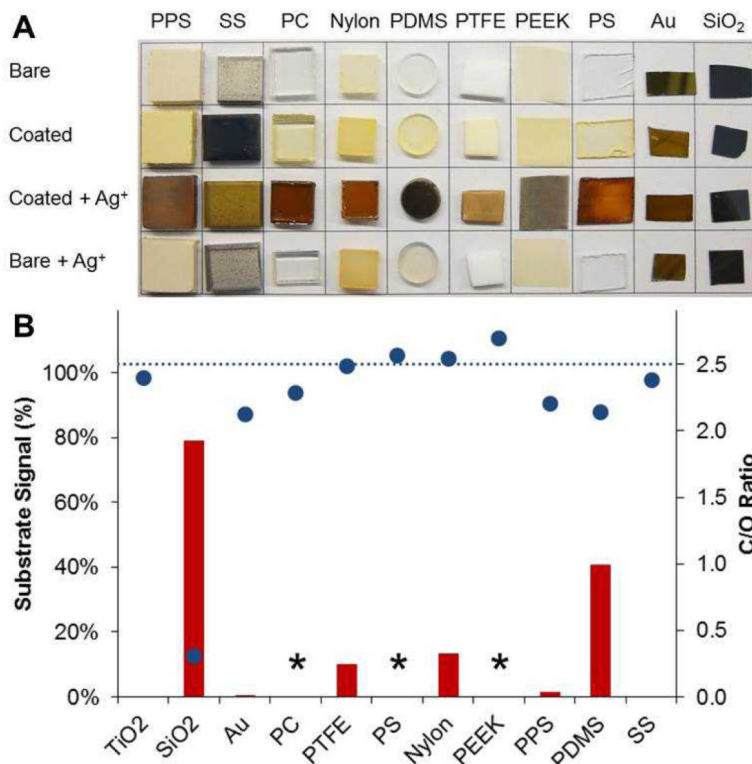 A
PPS SS PC Nylon PDMS PTFE PEEK PS Au SiO₂
Bare
Coated
Coated + Ag⁺
Bare + Ag⁺
B
Substrate Signal (%)
100%
80%
60%
40%
20%
0%
* * *
2.5
2.0
1.5
1.0
0.5
0.0
C/O Ratio
TiO2 SiO2 Au PC PTFE PS Nylon PEEK PPS PDMS SS